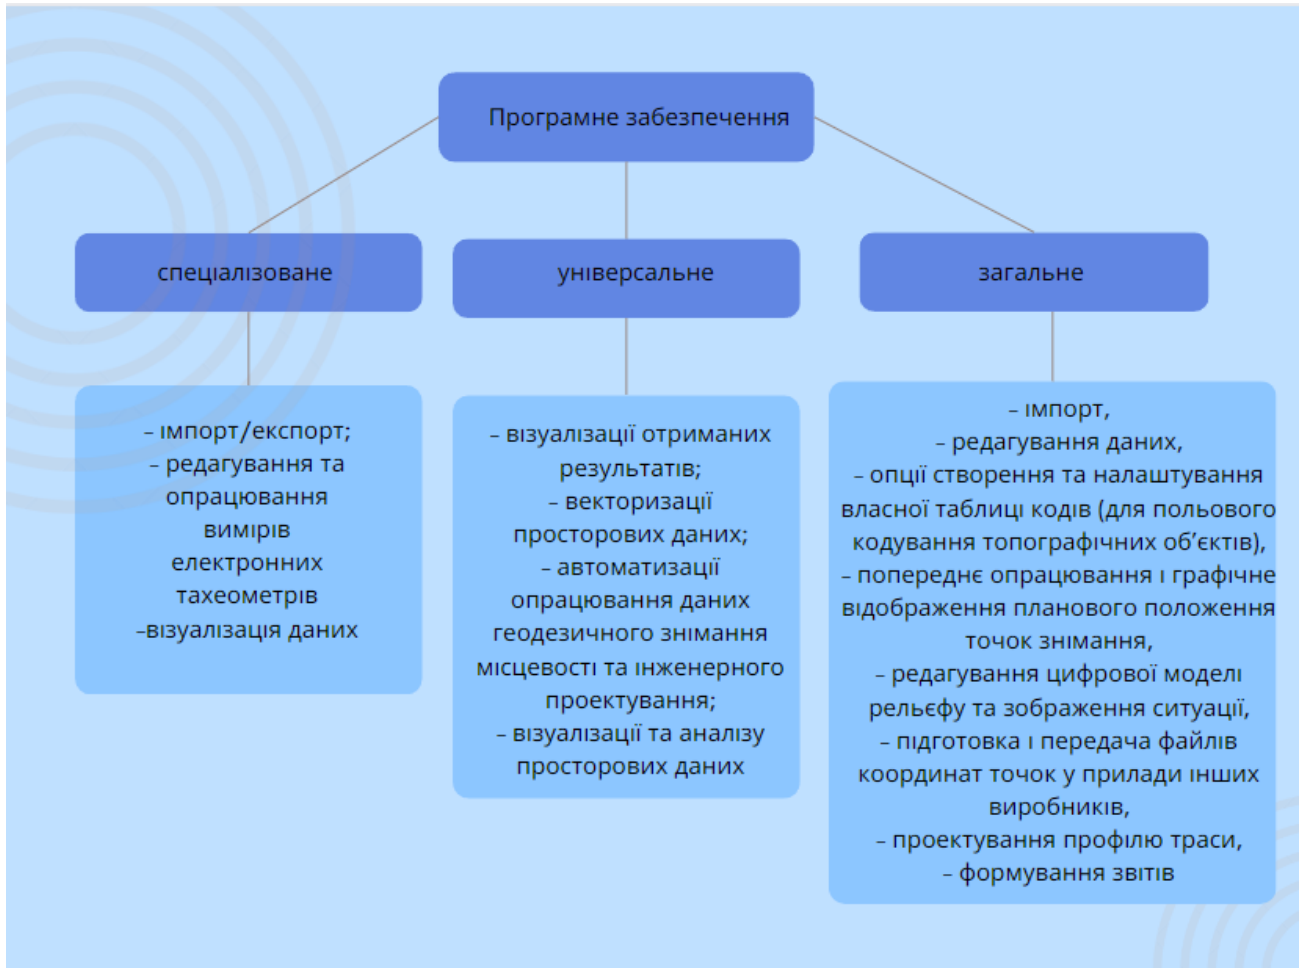 Програмне забезпечення
спеціалізоване
універсальне
загальне
– імпорт/експорт;
– редагування та
опрацювання
вимірів
електронних
тахеометрів
–візуалізація даних
– візуалізації отриманих
результатів;
– векторизації
просторових даних;
– автоматизації
опрацювання даних
геодезичного знімання
місцевості та інженерного
проектування;
– візуалізації та аналізу
просторових даних
– імпорт,
– редагування даних,
– опції створення та налаштування
власної таблиці кодів (для польового
кодування топографічних об’єктів),
– попереднє опрацювання і графічне
відображення планового положення
точок знімання,
– редагування цифрової моделі
рельєфу та зображення ситуації,
– підготовка і передача файлів
координат точок у прилади інших
виробників,
– проектування профілю траси,
– формування звітів